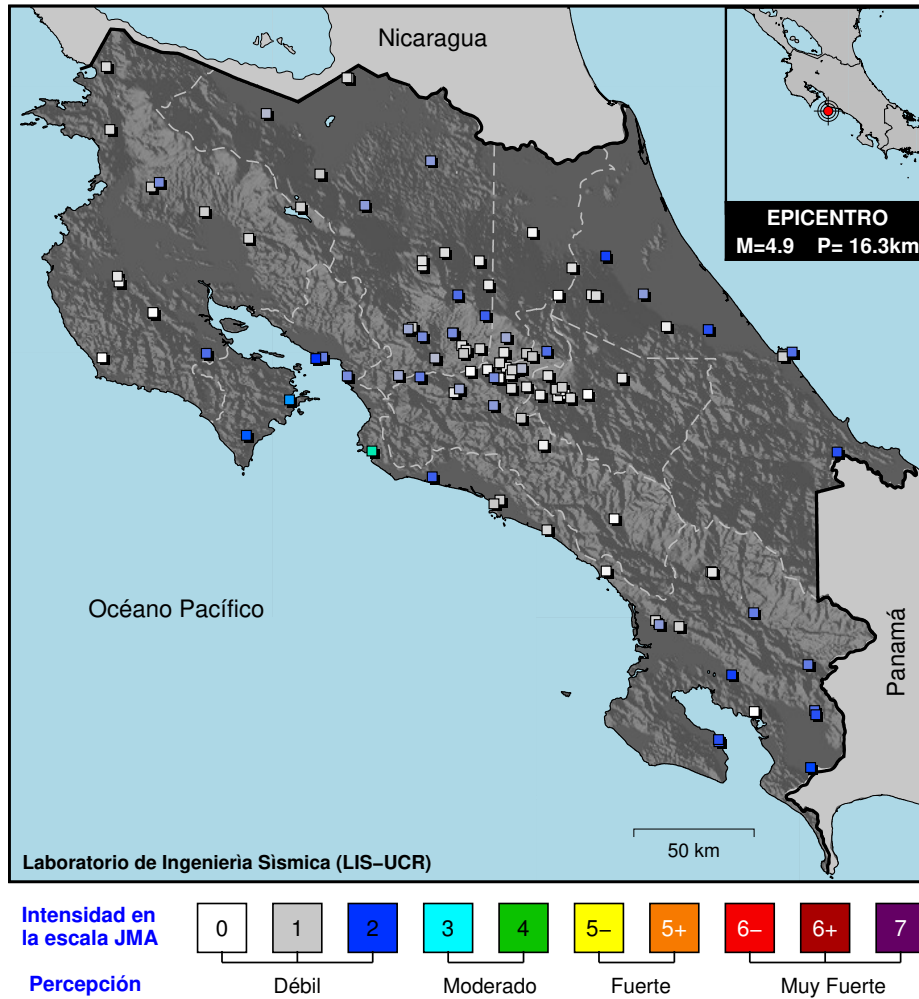 Nicaragua
EPICENTRO
M=4.9 P= 16.3km
Océano Pacífico
Panamá
50 km
Laboratorio de Ingenierìa Sìsmica (LIS–UCR)
Intensidad en
la escala JMA
0 1 2 3 4 5– 5+ 6– 6+ 7
Percepción Débil Moderado Fuerte Muy Fuerte